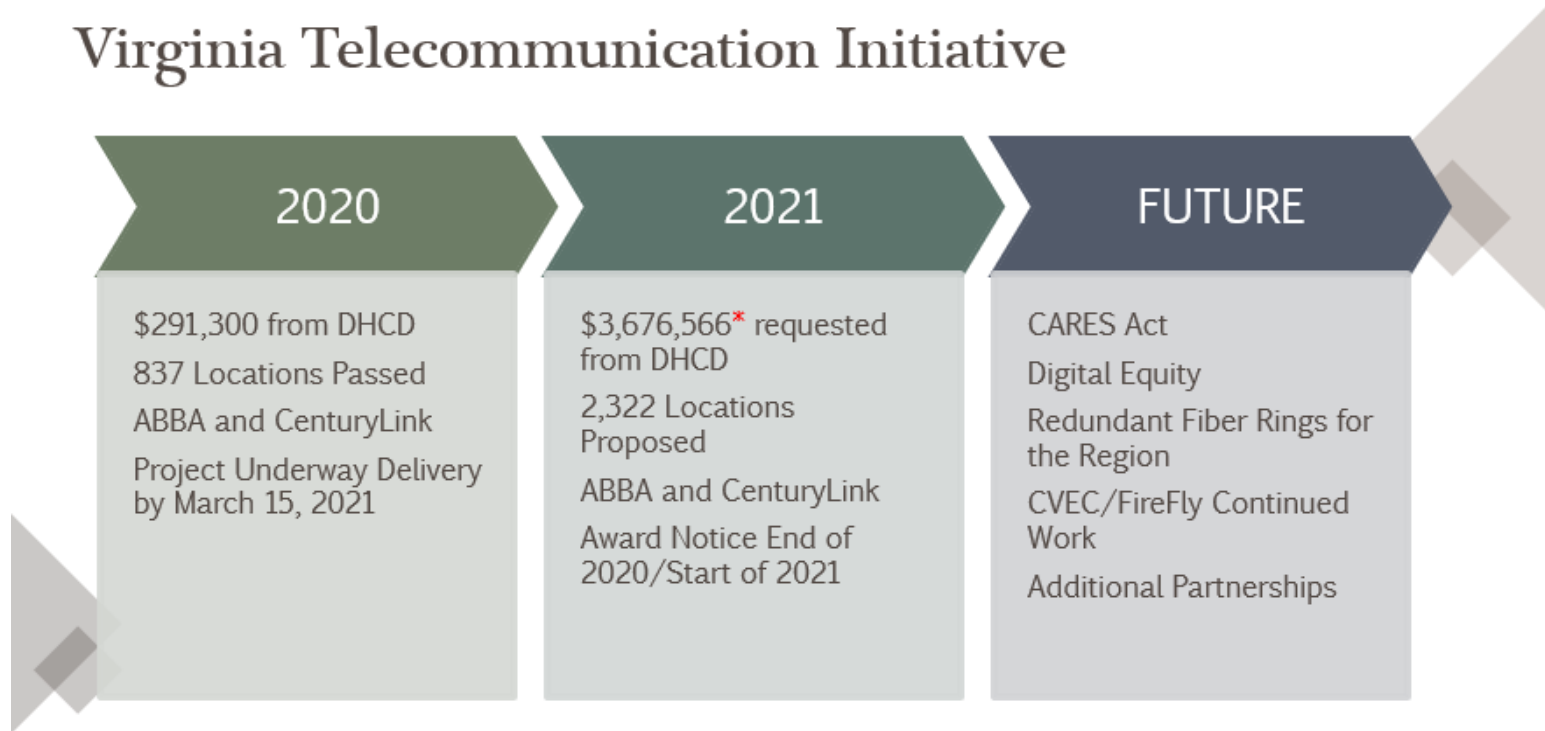 Virginia Telecommunication Initiative
2020
$291,300 from DHCD
837 Locations Passed
ABBA and CenturyLink
Project Underway Delivery
by March 15, 2021
2021
$3,676,566* requested
from DHCD
2,322 Locations
Proposed
ABBA and CenturyLink
Award Notice End of
2020/Start of 2021
FUTURE
CARES Act
Digital Equity
Redundant Fiber Rings for
the Region
CVEC/FireFly Continued
Work
Additional Partnerships